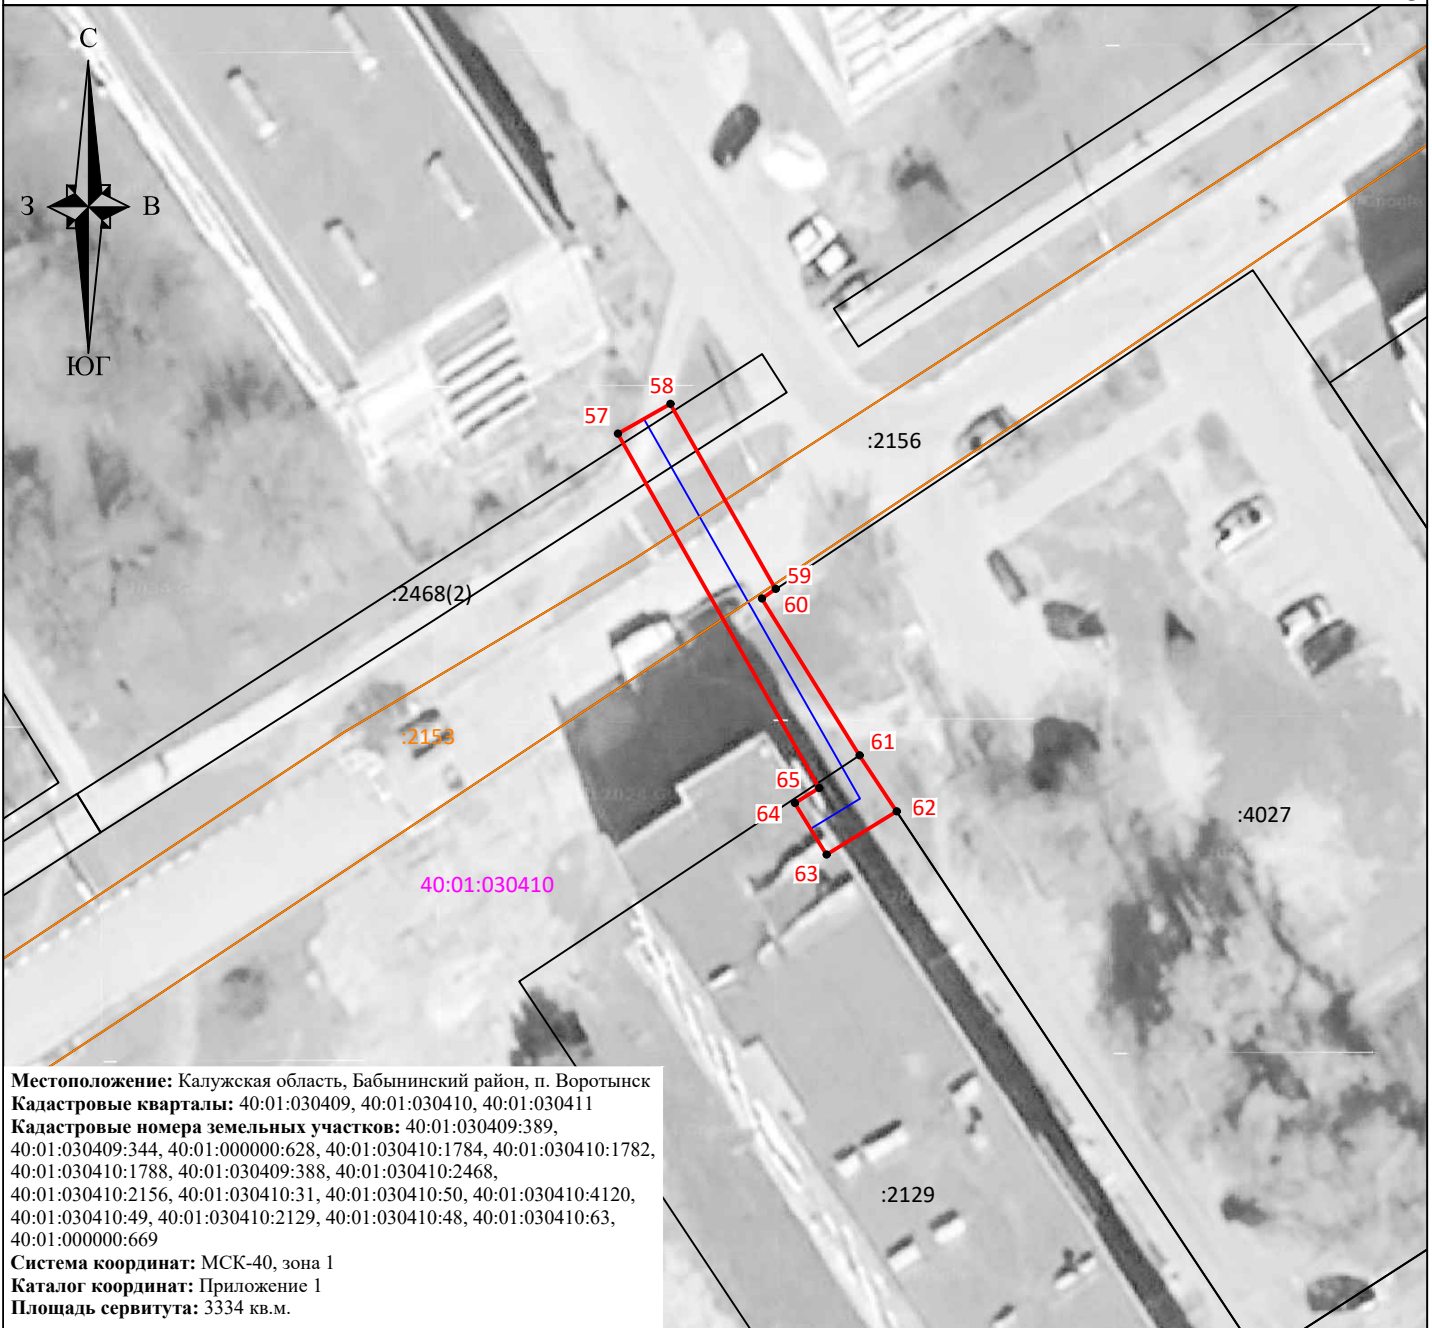 С
З
В
ЮГ
58
57
:2156
59
:2468(2)
60
:2153
61
65
64
62
:4027
63
40:01:030410
:2129
Местоположение: Калужская область, Бабынинский район, п. Воротынск
Кадастровые кварталы: 40:01:030409, 40:01:030410, 40:01:030411
Кадастровые номера земельных участков: 40:01:030409:389,
40:01:030409:344, 40:01:000000:628, 40:01:030410:1784, 40:01:030410:1782,
40:01:030410:1788, 40:01:030409:388, 40:01:030410:2468,
40:01:030410:2156, 40:01:030410:31, 40:01:030410:50, 40:01:030410:4120,
40:01:030410:49, 40:01:030410:2129, 40:01:030410:48, 40:01:030410:63,
40:01:000000:669
Система координат: МСК-40, зона 1
Каталог координат: Приложение 1
Площадь сервитута: 3334 кв.м.